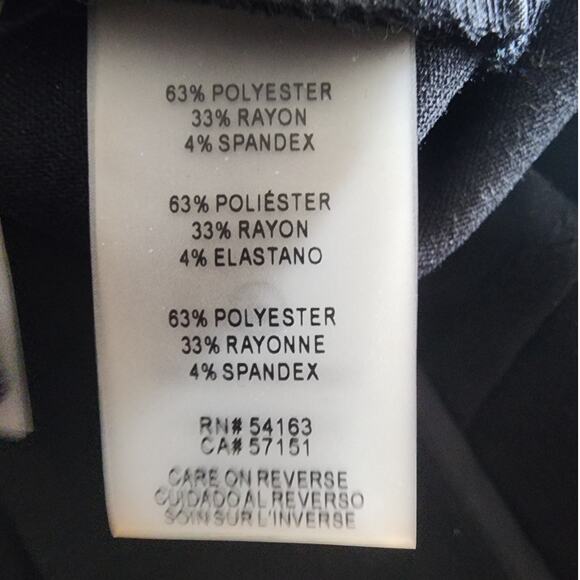 63% POLYESTER
33% RAYON
4% SPANDEX
63% POLIÉSTER
33% RAYON
4% ELASTANO
63% POLYESTER
33% RAYONNE
4% SPANDEX
RN# 54163
CA# 57151
CARE ON REVERSE
CUIDADO AL REVERSO
SOIN SUR L'INVERSE